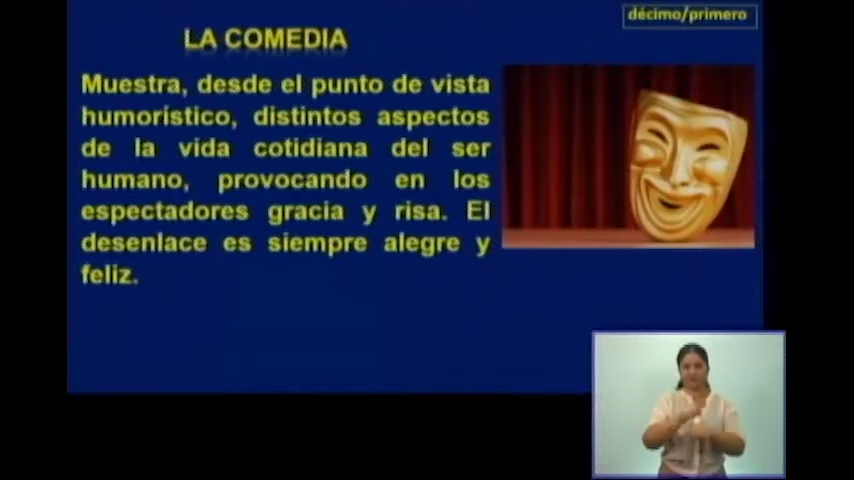 décimo/primero
LA COMEDIA
Muestra, desde el punto de vista
humorístico, distintos aspectos
de la vida cotidiana del ser
humano, provocando en los
espectadores gracia y risa. El
desenlace es siempre alegre y
feliz.